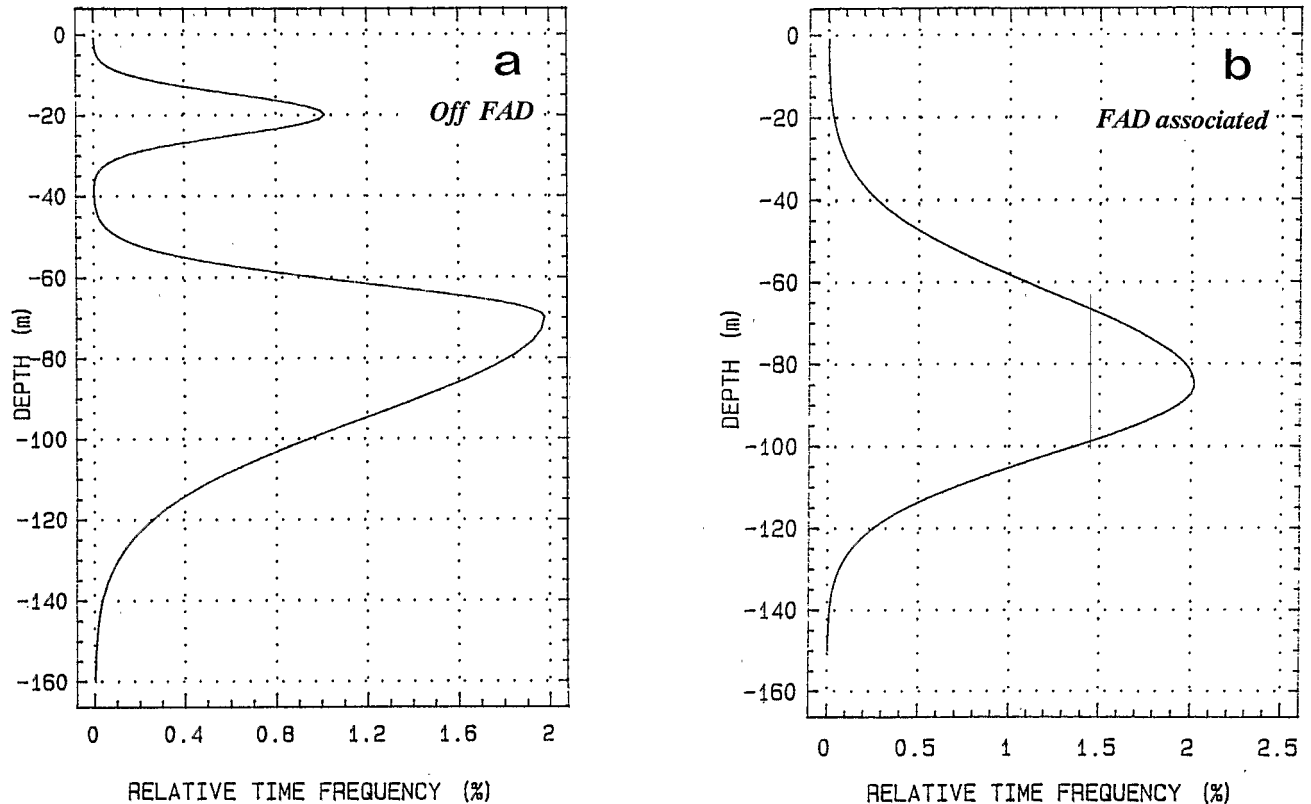 a
Off FAD
0
-20
-40
-60
-80
-100
-120
-140
-160
DEPTH (m)
0 0.4 0.8 1.2 1.6 2
RELATIVE TIME FREQUENCY (%)
b
FAD associated
0
-20
-40
-60
-80
-100
-120
-140
-160
DEPTH (m)
0 0.5 1 1.5 2 2.5
RELATIVE TIME FREQUENCY (%)